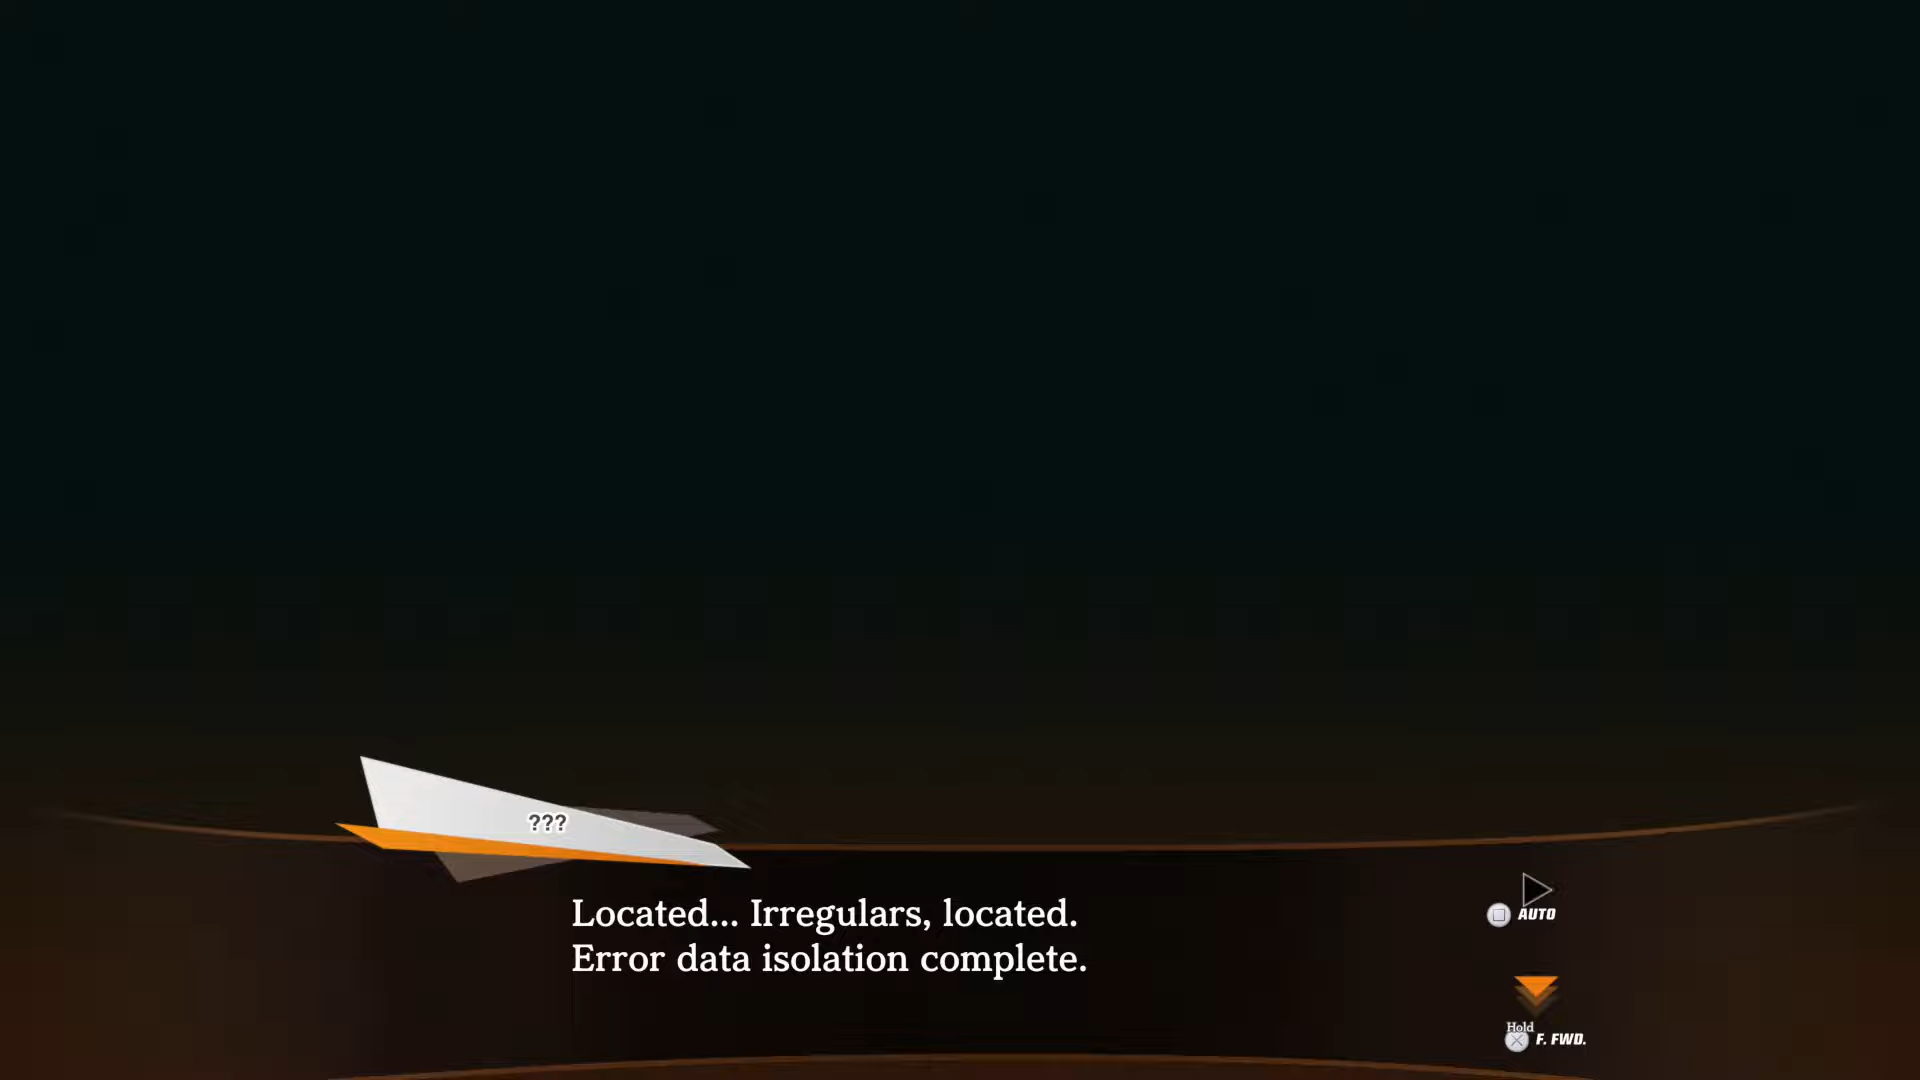 ???
Located... Irregulars, located.
Error data isolation complete.
AUTO
Hold
F. FWD.